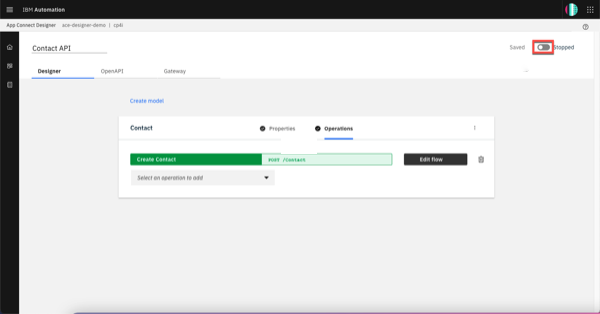 IBM Automation
App Connect Designer ace-designer-demo | cp4i
Contact API
Saved
Stopped
Designer
OpenAPI
Gateway
Create model
Contact
Properties
Operations
Create Contact
POST /Contact
Edit flow
Select an operation to add